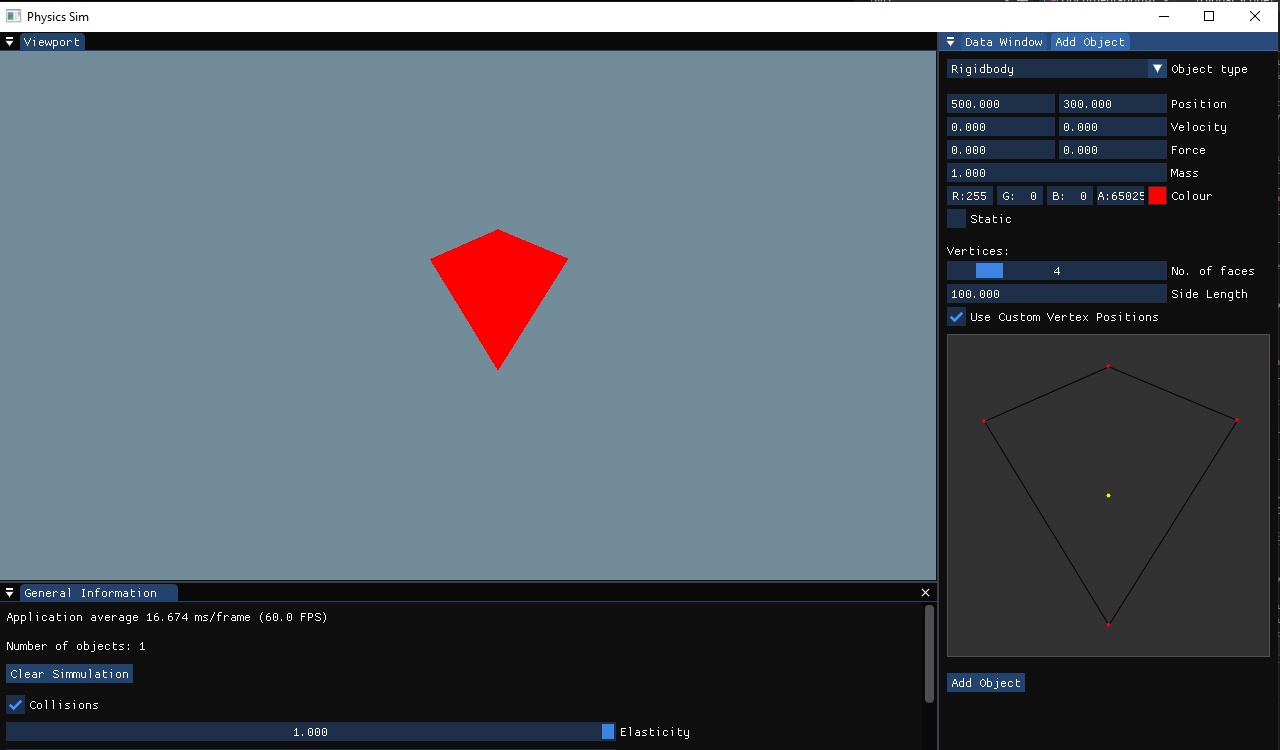 Physics Sim
Viewport
Data Window Add Object
Rigidbody Object type
500.000 300.000 Position
0.000 0.000 Velocity
0.000 0.000 Force
1.000 Mass
R:255 G: 0 B: 0 A:65025 Colour
Static
Vertices:
4 No. of faces
100.000 Side Length
Use Custom Vertex Positions
Add Object
General Information
Application average 16.674 ms/frame (60.0 FPS)
Number of objects: 1
Clear Simmulation
Collisions
1.000 Elasticity